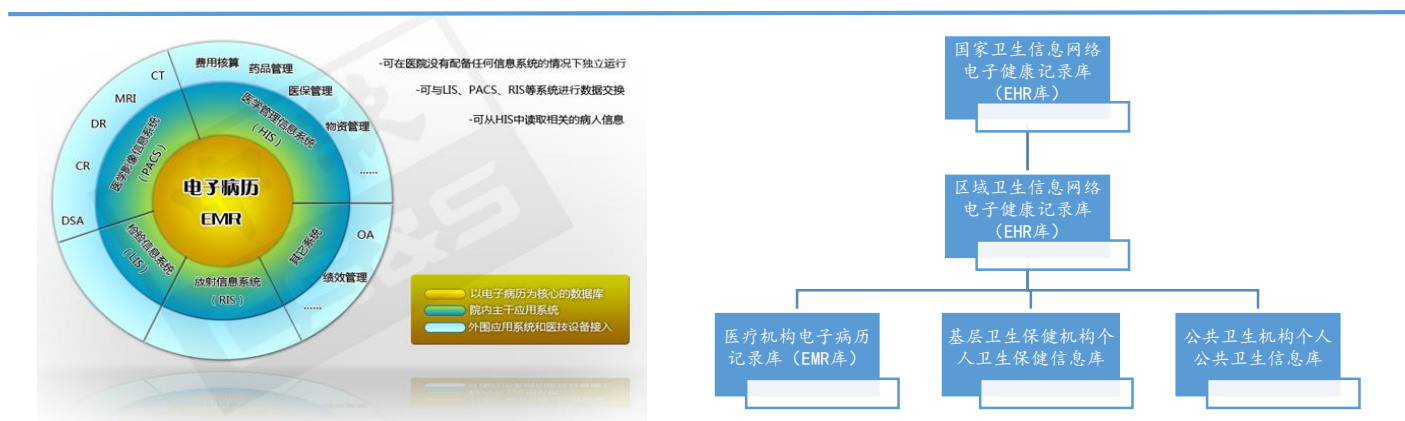 CT
MRI
DR
CR
DSA
费用核算
药品管理
医保管理
物资管理
......
OA
绩效管理
......
医学影像信息系统
(PACS)
医学管理信息系统
(HIS)
检验信息系统
(LIS)
放射信息系统
(RIS)
其它系统
电子病历
EMR
-可在医院没有配备任何信息系统的情况下独立运行
-可与LIS、PACS、RIS等系统进行数据交换
-可从HIS中读取相关的病人信息
以电子病历为核心的数据库
院内主干应用系统
外围应用系统和医技设备接入
国家卫生信息网络
电子健康记录库
（EHR库）
区域卫生信息网络
电子健康记录库
（EHR库）
医疗机构电子病历
记录库（EMR库）
基层卫生保健机构个
人卫生保健信息库
公共卫生机构个人
公共卫生信息库